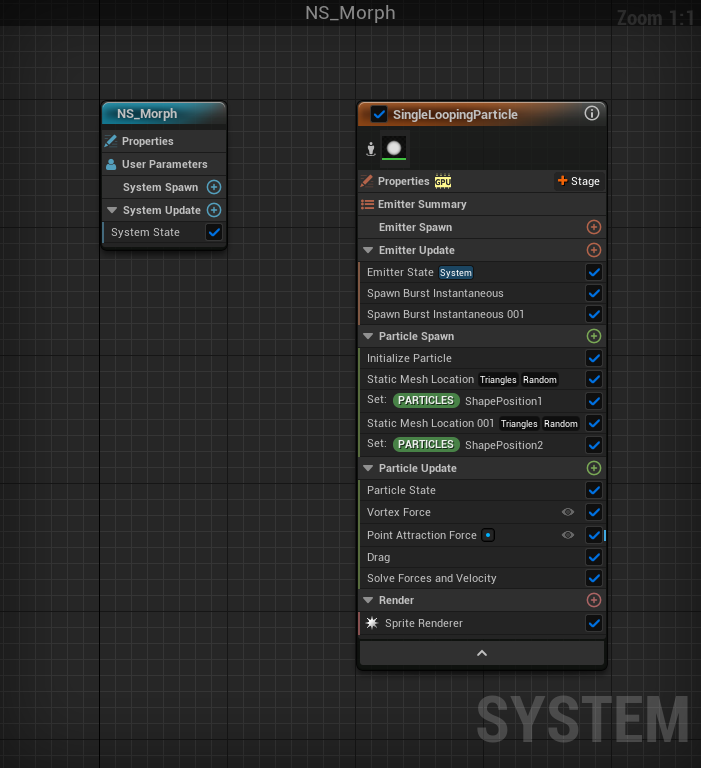 NS_Morph
Zoom 1:1
NS_Morph
Properties
User Parameters
System Spawn
System Update
System State
SingleLoopingParticle
Properties GPU + Stage
Emitter Summary
Emitter Spawn
Emitter Update
Emitter State System
Spawn Burst Instantaneous
Spawn Burst Instantaneous 001
Particle Spawn
Initialize Particle
Static Mesh Location Triangles Random
Set: PARTICLES ShapePosition1
Static Mesh Location 001 Triangles Random
Set: PARTICLES ShapePosition2
Particle Update
Particle State
Vortex Force
Point Attraction Force
Drag
Solve Forces and Velocity
Render
Sprite Renderer
SYSTEM